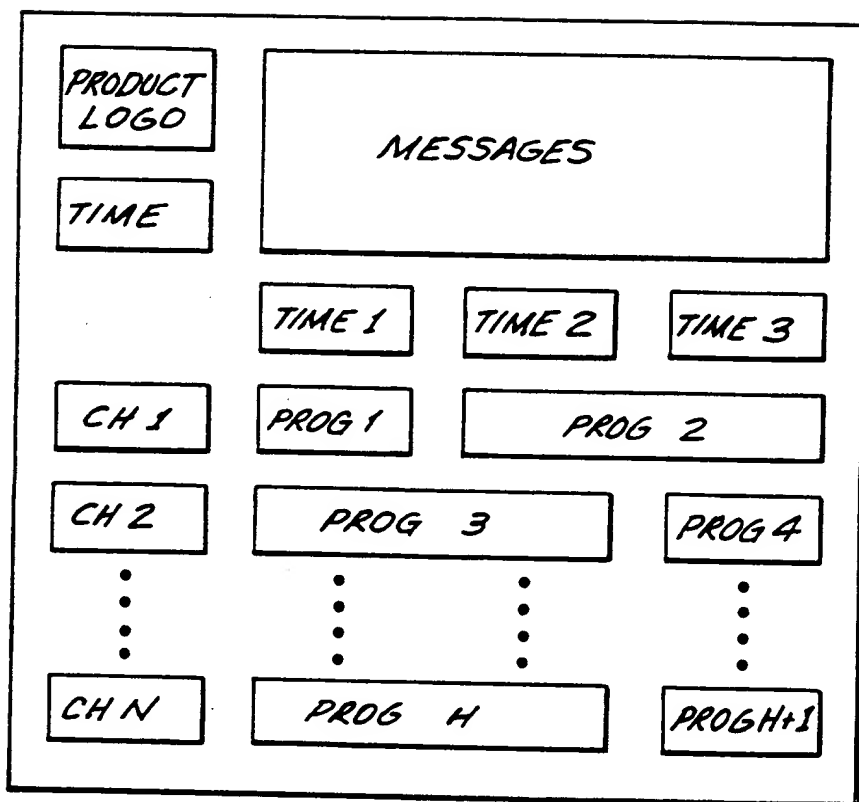 PRODUCT
LOGO
MESSAGES
TIME
TIME 1
TIME 2
TIME 3
CH 1
PROG 1
PROG 2
CH 2
PROG 3
PROG 4
CH N
PROG H
PROG H+1